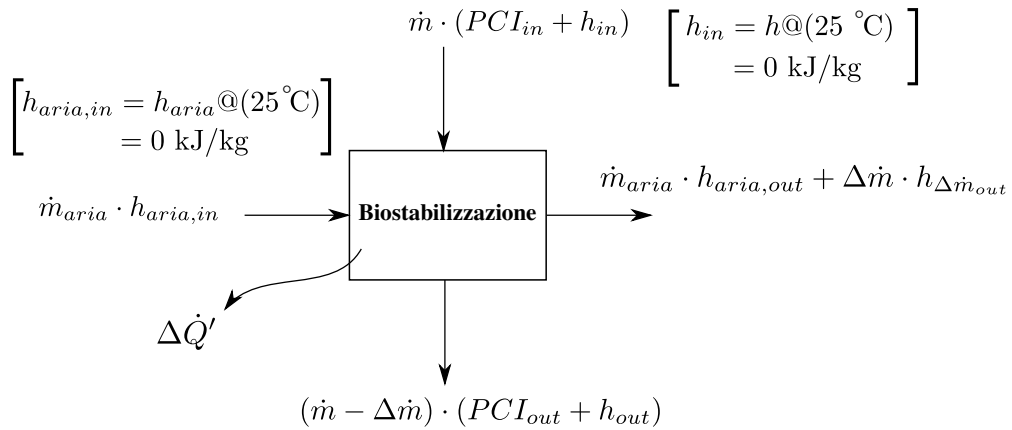 ṁ · (PCI_in + h_in)
[h_in = h@(25 °C)
= 0 kJ/kg]
[h_aria,in = h_aria@(25°C)
= 0 kJ/kg]
ṁ_aria · h_aria,in
Biostabilizzazione
ṁ_aria · h_aria,out + Δṁ · h_Δṁ_out
ΔQ̇′
(ṁ − Δṁ) · (PCI_out + h_out)